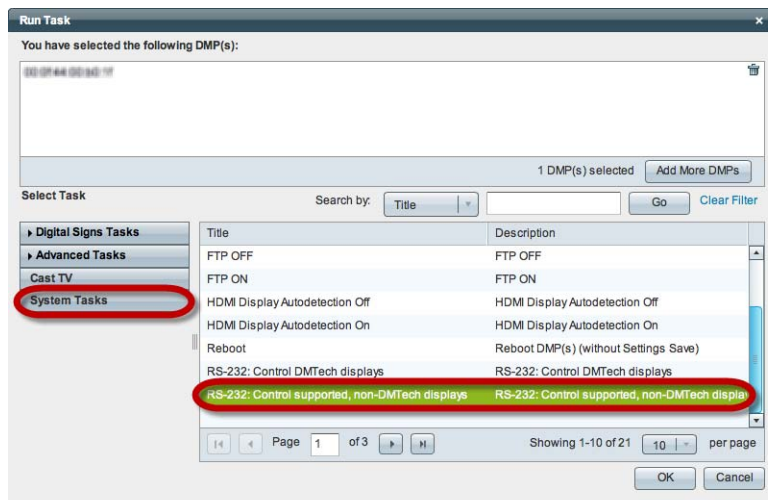 Run Task
You have selected the following DMP(s):
1 DMP(s) selected Add More DMPs
Select Task
Search by: Title Go Clear Filter
Digital Signs Tasks
Advanced Tasks
Cast TV
System Tasks
Title Description
FTP OFF FTP OFF
FTP ON FTP ON
HDMI Display Autodetection Off HDMI Display Autodetection Off
HDMI Display Autodetection On HDMI Display Autodetection On
Reboot Reboot DMP(s) (without Settings Save)
RS-232: Control DMTech displays RS-232: Control DMTech displays
RS-232: Control supported, non-DMTech displays RS-232: Control supported, non-DMTech display
Page 1 of 3 Showing 1-10 of 21 10 per page
OK Cancel